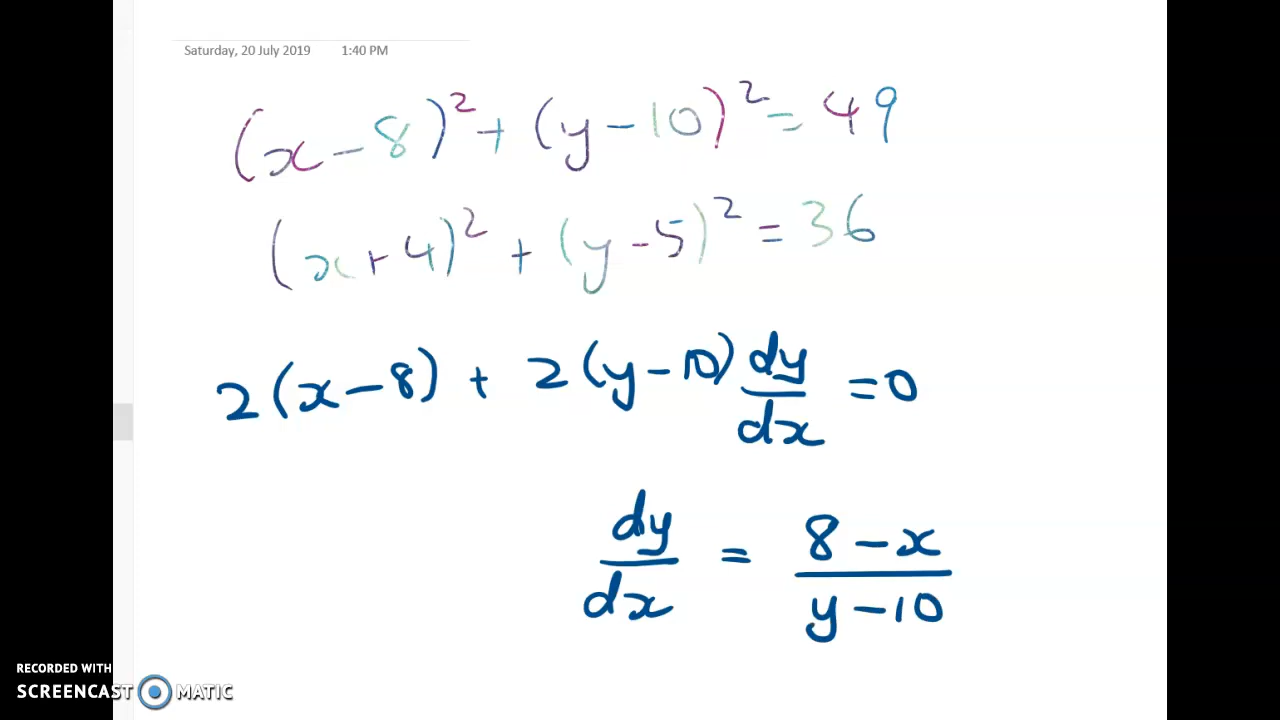 Saturday, 20 July 2019 1:40 PM
(x-8)² + (y-10)² = 49
(x+4)² + (y-5)² = 36
2(x-8) + 2(y-10) dy/dx = 0
dy/dx = 8-x/y-10
RECORDED WITH
SCREENCAST MATIC